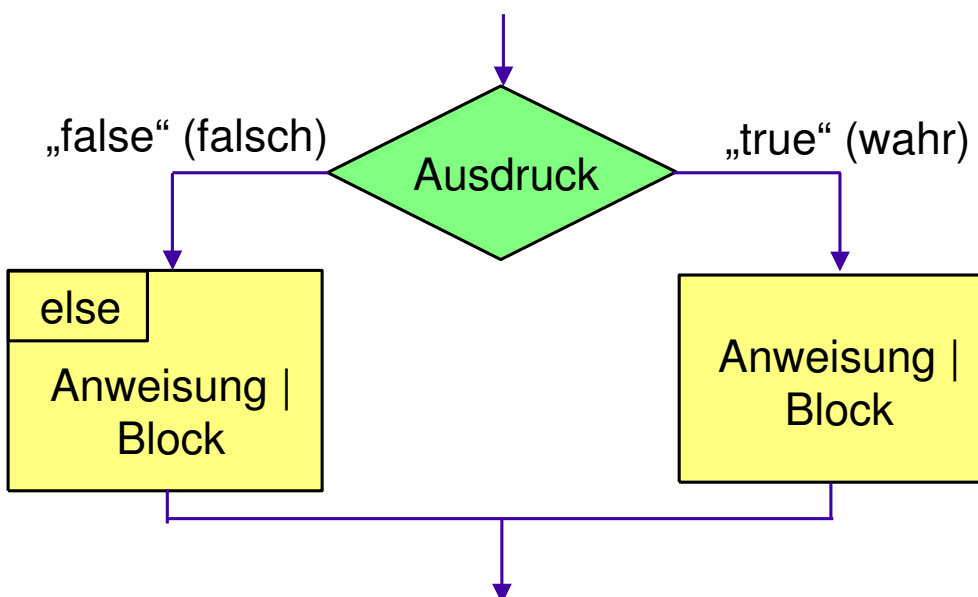 „false“ (falsch)
„true“ (wahr)
Ausdruck
else
Anweisung |
Block
Anweisung |
Block